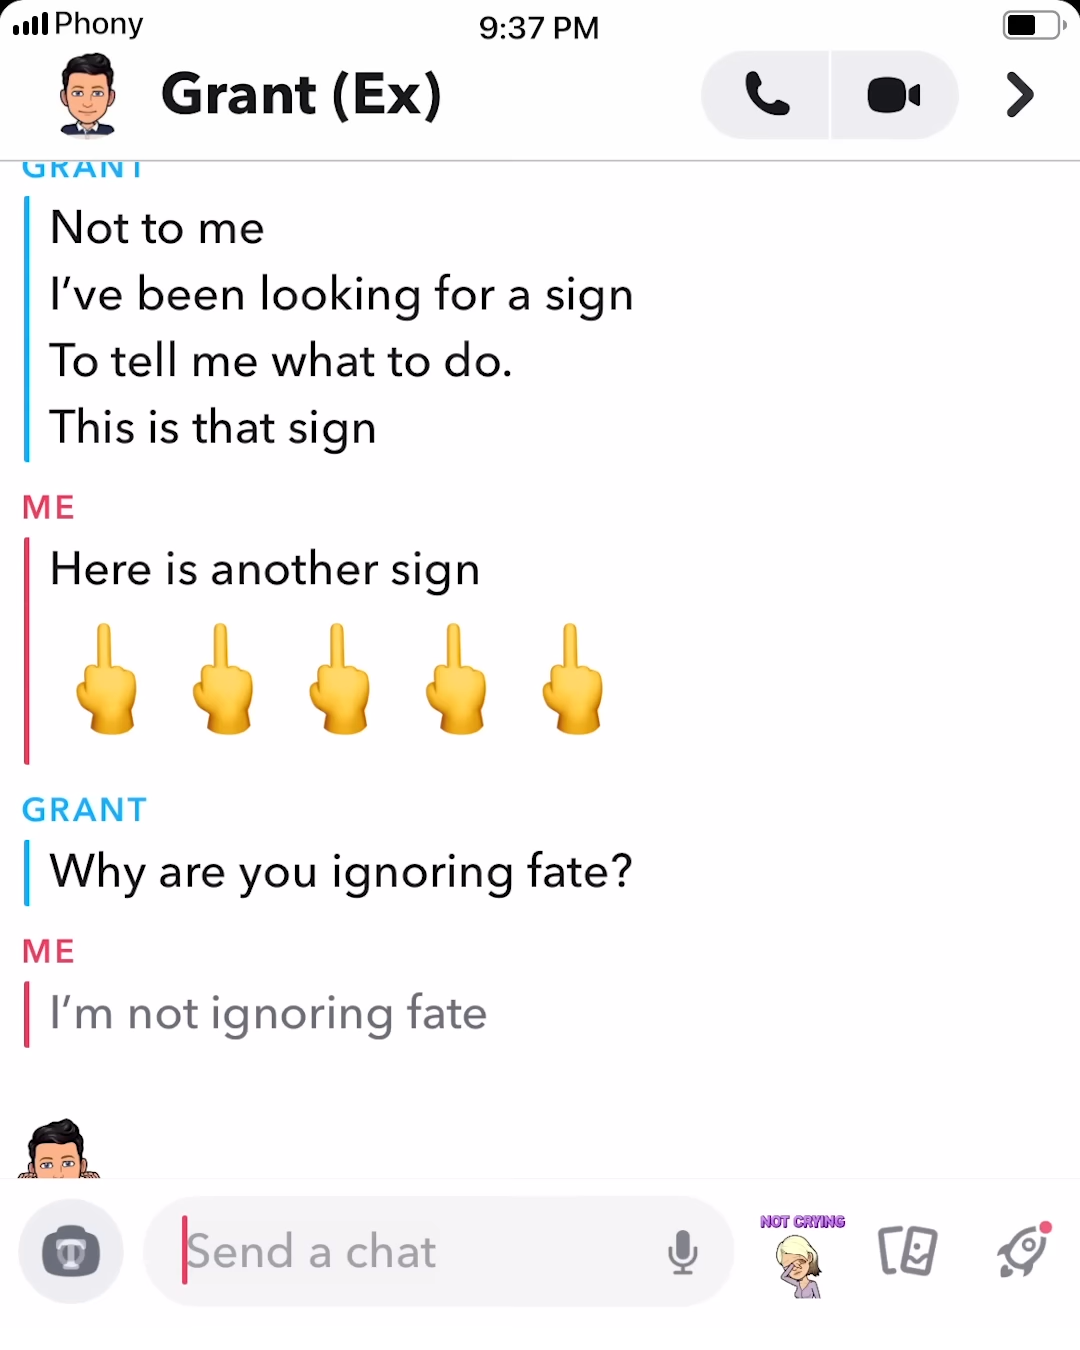 Phony
9:37 PM
Grant (Ex)
GRANT
Not to me
I've been looking for a sign
To tell me what to do.
This is that sign
ME
Here is another sign
🖕 🖕 🖕 🖕 🖕
GRANT
Why are you ignoring fate?
ME
I'm not ignoring fate
Send a chat
NOT CRYING